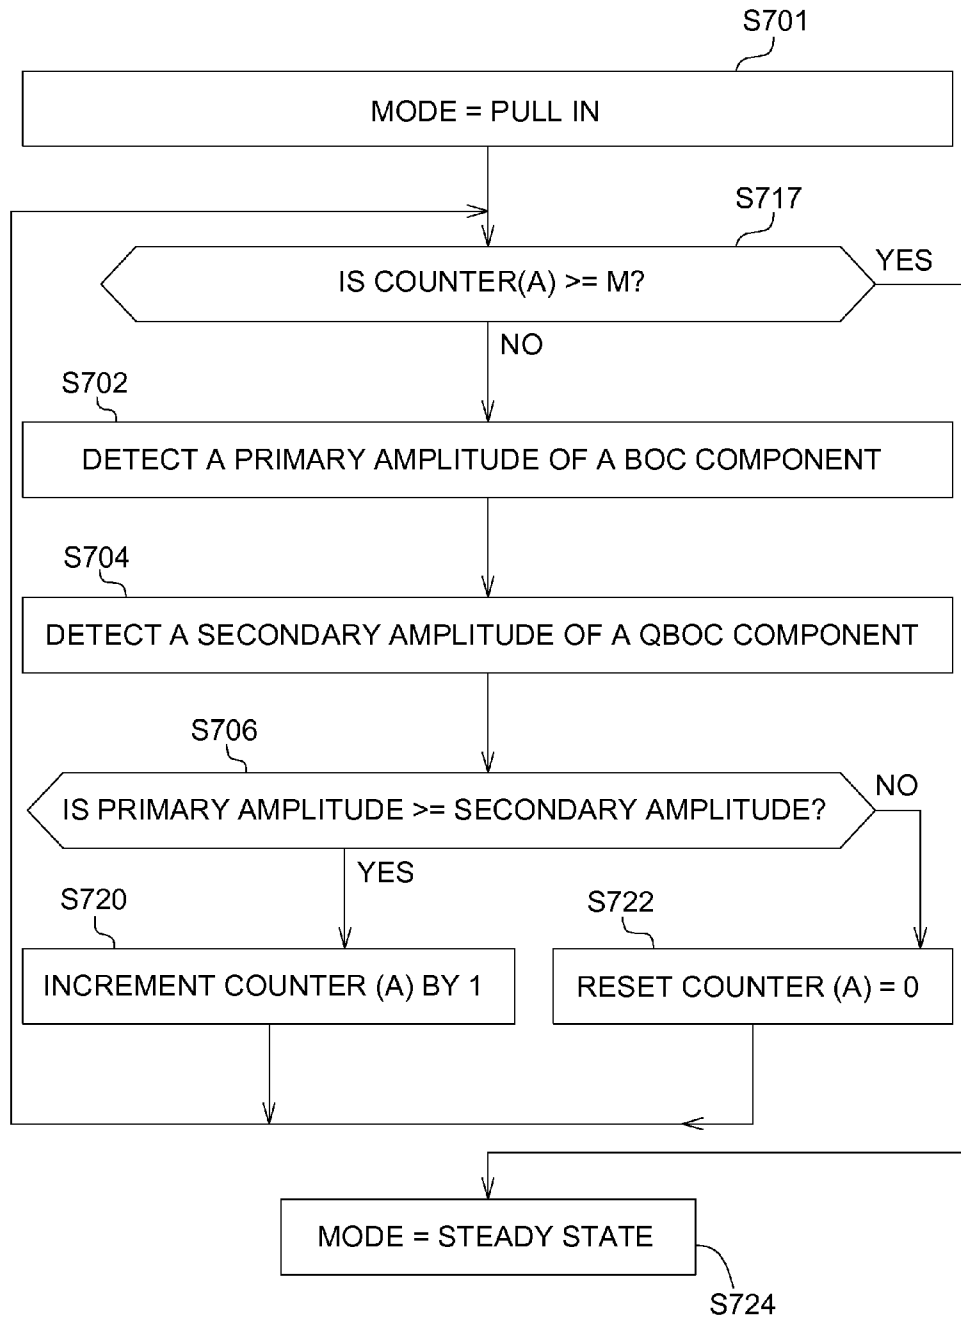 S701
MODE = PULL IN
S717
IS COUNTER(A) >= M?
YES
NO
S702
DETECT A PRIMARY AMPLITUDE OF A BOC COMPONENT
S704
DETECT A SECONDARY AMPLITUDE OF A QBOC COMPONENT
S706
IS PRIMARY AMPLITUDE >= SECONDARY AMPLITUDE?
NO
YES
S720
S722
INCREMENT COUNTER (A) BY 1
RESET COUNTER (A) = 0
MODE = STEADY STATE
S724